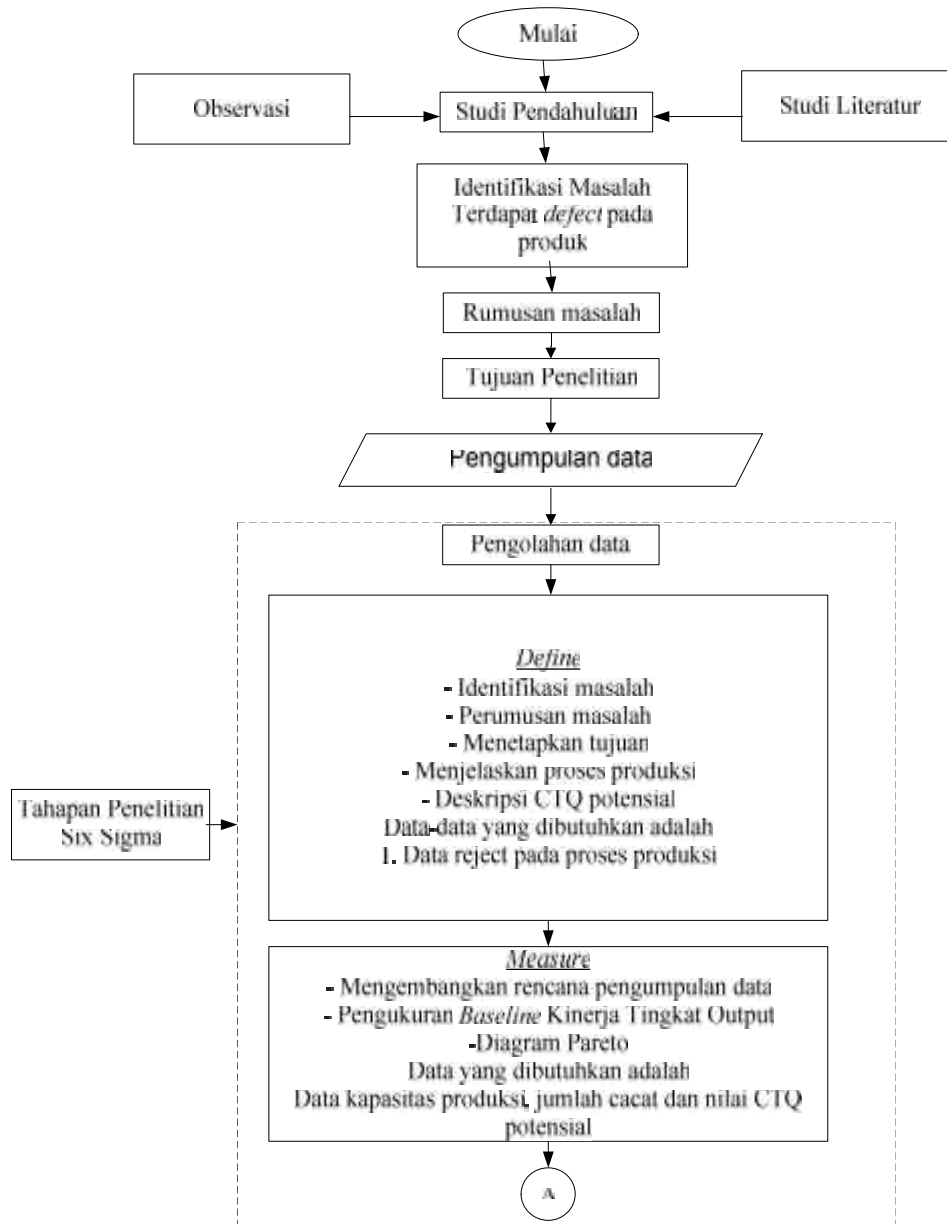 Mulai
Observasi
Studi Pendahuluan
Studi Literatur
Identifikasi Masalah
Terdapat defect pada
produk
Rumusan masalah
Tujuan Penelitian
Pengumpulan data
Pengolahan data
Tahapan Penelitian
Six Sigma
Define
- Identifikasi masalah
- Perumusan masalah
- Menetapkan tujuan
- Menjelaskan proses produksi
- Deskripsi CTQ potensial
Data-data yang dibutuhkan adalah
1. Data reject pada proses produksi
Measure
- Mengembangkan rencana pengumpulan data
- Pengukuran Baseline Kinerja Tingkat Output
-Diagram Pareto
Data yang dibutuhkan adalah
Data kapasitas produksi, jumlah cacat dan nilai CTQ
potensial
A